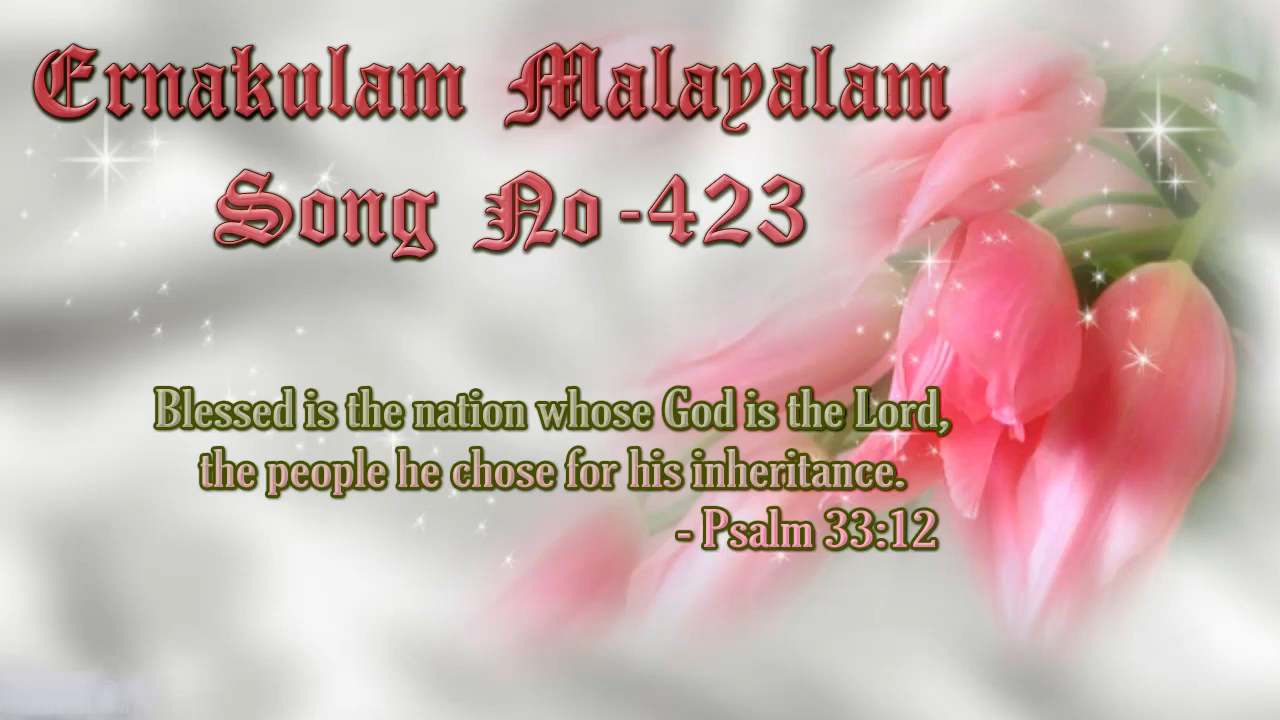 Ernakulam Malayalam
Song No -423
Blessed is the nation whose God is the Lord,
the people he chose for his inheritance.
- Psalm 33:12